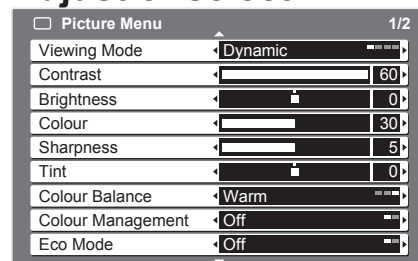 Picture Menu 1/2
Viewing Mode Dynamic
Contrast 60
Brightness 0
Colour 30
Sharpness 5
Tint 0
Colour Balance Warm
Colour Management Off
Eco Mode Off